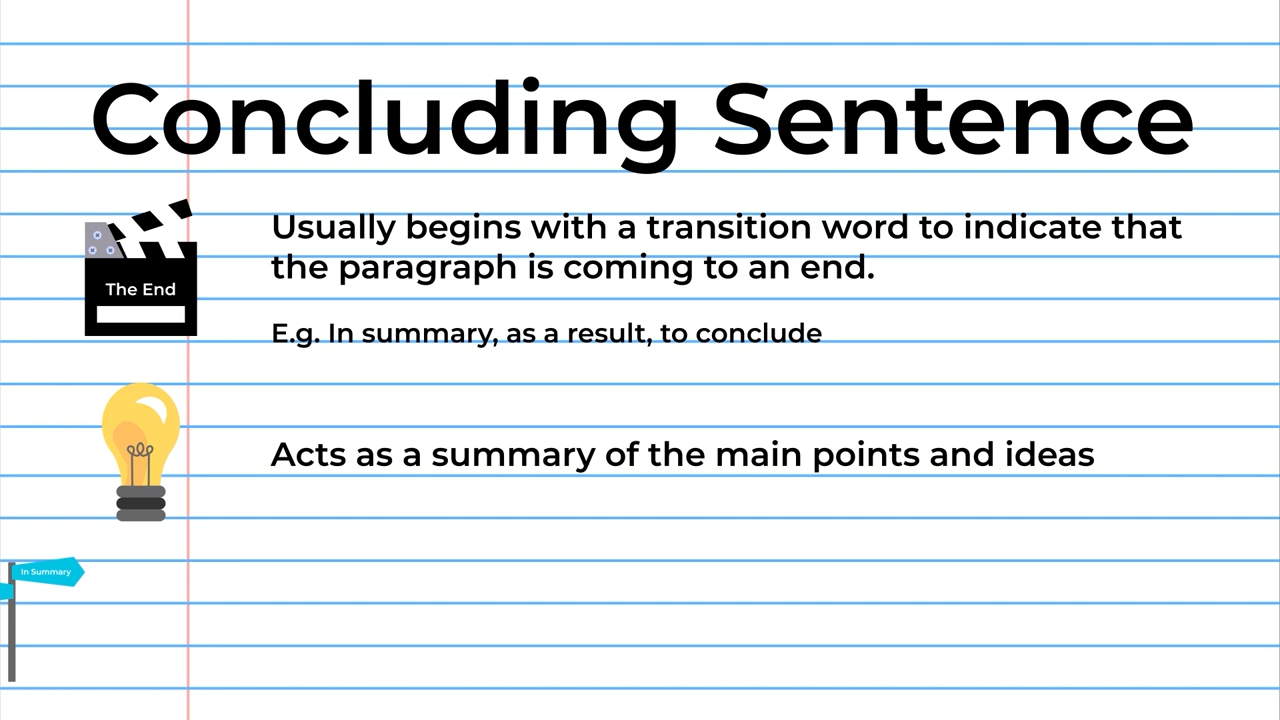 Concluding Sentence
Usually begins with a transition word to indicate that
the paragraph is coming to an end.
The End
E.g. In summary, as a result, to conclude
Acts as a summary of the main points and ideas
In Summary